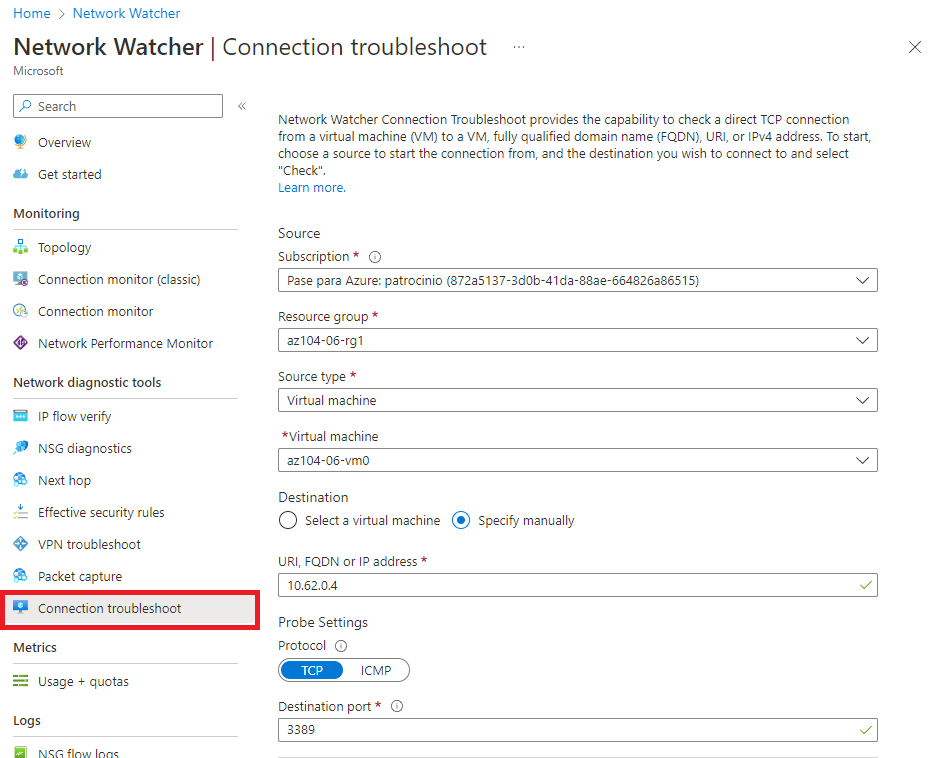 Home > Network Watcher
Network Watcher | Connection troubleshoot ...
Microsoft
Search
«
Overview
Get started
Monitoring
Topology
Connection monitor (classic)
Connection monitor
Network Performance Monitor
Network diagnostic tools
IP flow verify
NSG diagnostics
Next hop
Effective security rules
VPN troubleshoot
Packet capture
Connection troubleshoot
Metrics
Usage + quotas
Logs
NSG flow logs
Network Watcher Connection Troubleshoot provides the capability to check a direct TCP connection
from a virtual machine (VM) to a VM, fully qualified domain name (FQDN), URI, or IPv4 address. To start,
choose a source to start the connection from, and the destination you wish to connect to and select
"Check".
Learn more.
Source
Subscription *
Pase para Azure: patrocinio (872a5137-3d0b-41da-88ae-664826a86515)
Resource group *
az104-06-rg1
Source type *
Virtual machine
*Virtual machine
az104-06-vm0
Destination
Select a virtual machine Specify manually
URI, FQDN or IP address *
10.62.0.4
Probe Settings
Protocol
TCP ICMP
Destination port *
3389